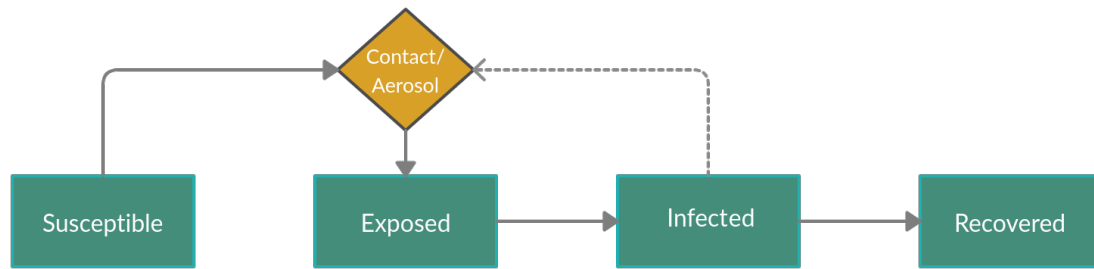 Contact/
Aerosol
Susceptible
Exposed
Infected
Recovered